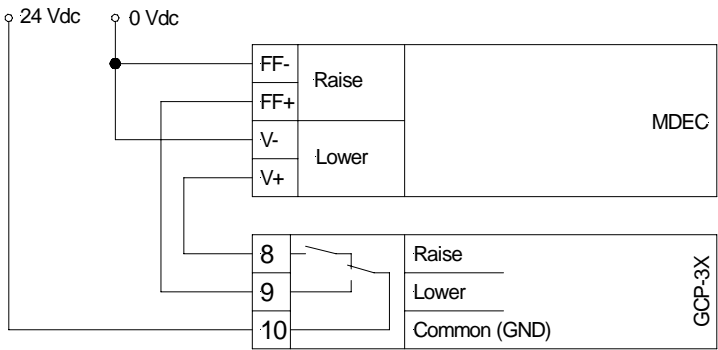 24 Vdc
0 Vdc
FF-
Raise
FF+
MDEC
V-
Lower
V+
8
Raise
9
Lower
10
Common (GND)
GCP-3X